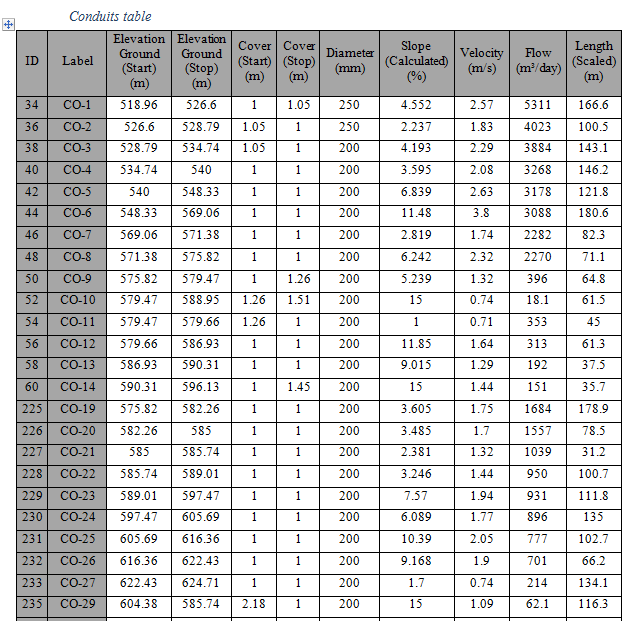 Conduits table
ID Label Elevation Ground (Start) (m) Elevation Ground (Stop) (m) Cover (Start) (m) Cover (Stop) (m) Diameter (mm) Slope (Calculated) (%) Velocity (m/s) Flow (m³/day) Length (Scaled) (m)
34 CO-1 518.96 526.6 1 1.05 250 4.552 2.57 5311 166.6
36 CO-2 526.6 528.79 1.05 1 250 2.237 1.83 4023 100.5
38 CO-3 528.79 534.74 1.05 1 200 4.193 2.29 3884 143.1
40 CO-4 534.74 540 1 1 200 3.595 2.08 3268 146.2
42 CO-5 540 548.33 1 1 200 6.839 2.63 3178 121.8
44 CO-6 548.33 569.06 1 1 200 11.48 3.8 3088 180.6
46 CO-7 569.06 571.38 1 1 200 2.819 1.74 2282 82.3
48 CO-8 571.38 575.82 1 1 200 6.242 2.32 2270 71.1
50 CO-9 575.82 579.47 1 1.26 200 5.239 1.32 396 64.8
52 CO-10 579.47 588.95 1.26 1.51 200 15 0.74 18.1 61.5
54 CO-11 579.47 579.66 1.26 1 200 1 0.71 353 45
56 CO-12 579.66 586.93 1 1 200 11.85 1.64 313 61.3
58 CO-13 586.93 590.31 1 1 200 9.015 1.29 192 37.5
60 CO-14 590.31 596.13 1 1.45 200 15 1.44 151 35.7
225 CO-19 575.82 582.26 1 1 200 3.605 1.75 1684 178.9
226 CO-20 582.26 585 1 1 200 3.485 1.7 1557 78.5
227 CO-21 585 585.74 1 1 200 2.381 1.32 1039 31.2
228 CO-22 585.74 589.01 1 1 200 3.246 1.44 950 100.7
229 CO-23 589.01 597.47 1 1 200 7.57 1.94 931 111.8
230 CO-24 597.47 605.69 1 1 200 6.089 1.77 896 135
231 CO-25 605.69 616.36 1 1 200 10.39 2.05 777 102.7
232 CO-26 616.36 622.43 1 1 200 9.168 1.9 701 66.2
233 CO-27 622.43 624.71 1 1 200 1.7 0.74 214 134.1
235 CO-29 604.38 585.74 2.18 1 200 15 1.09 62.1 116.3